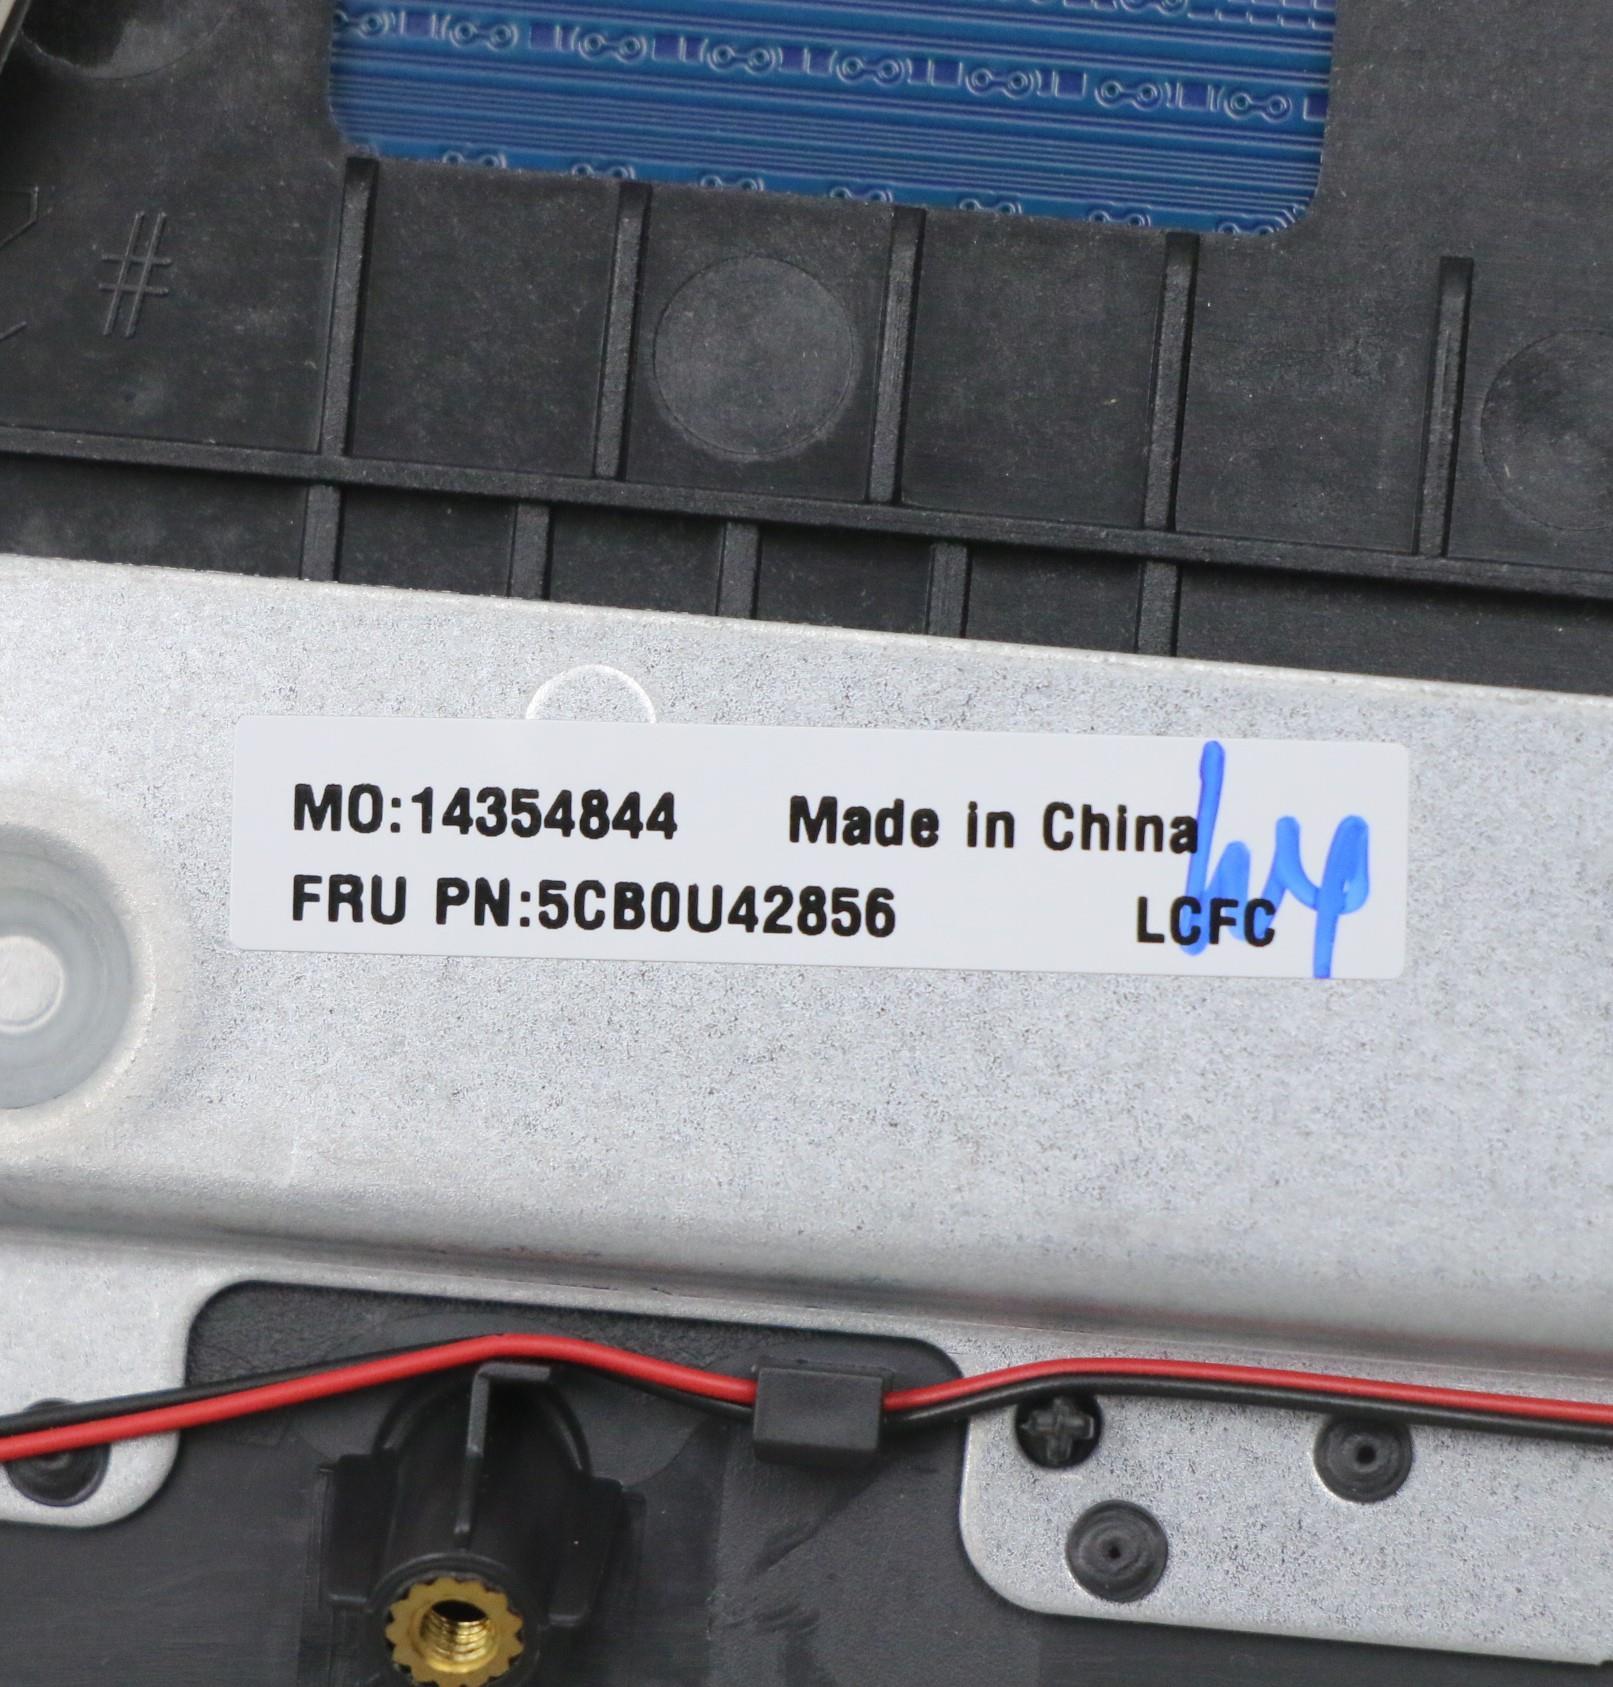 #
MO:14354844 Made in China
FRU PN:5CB0U42856 LCFC